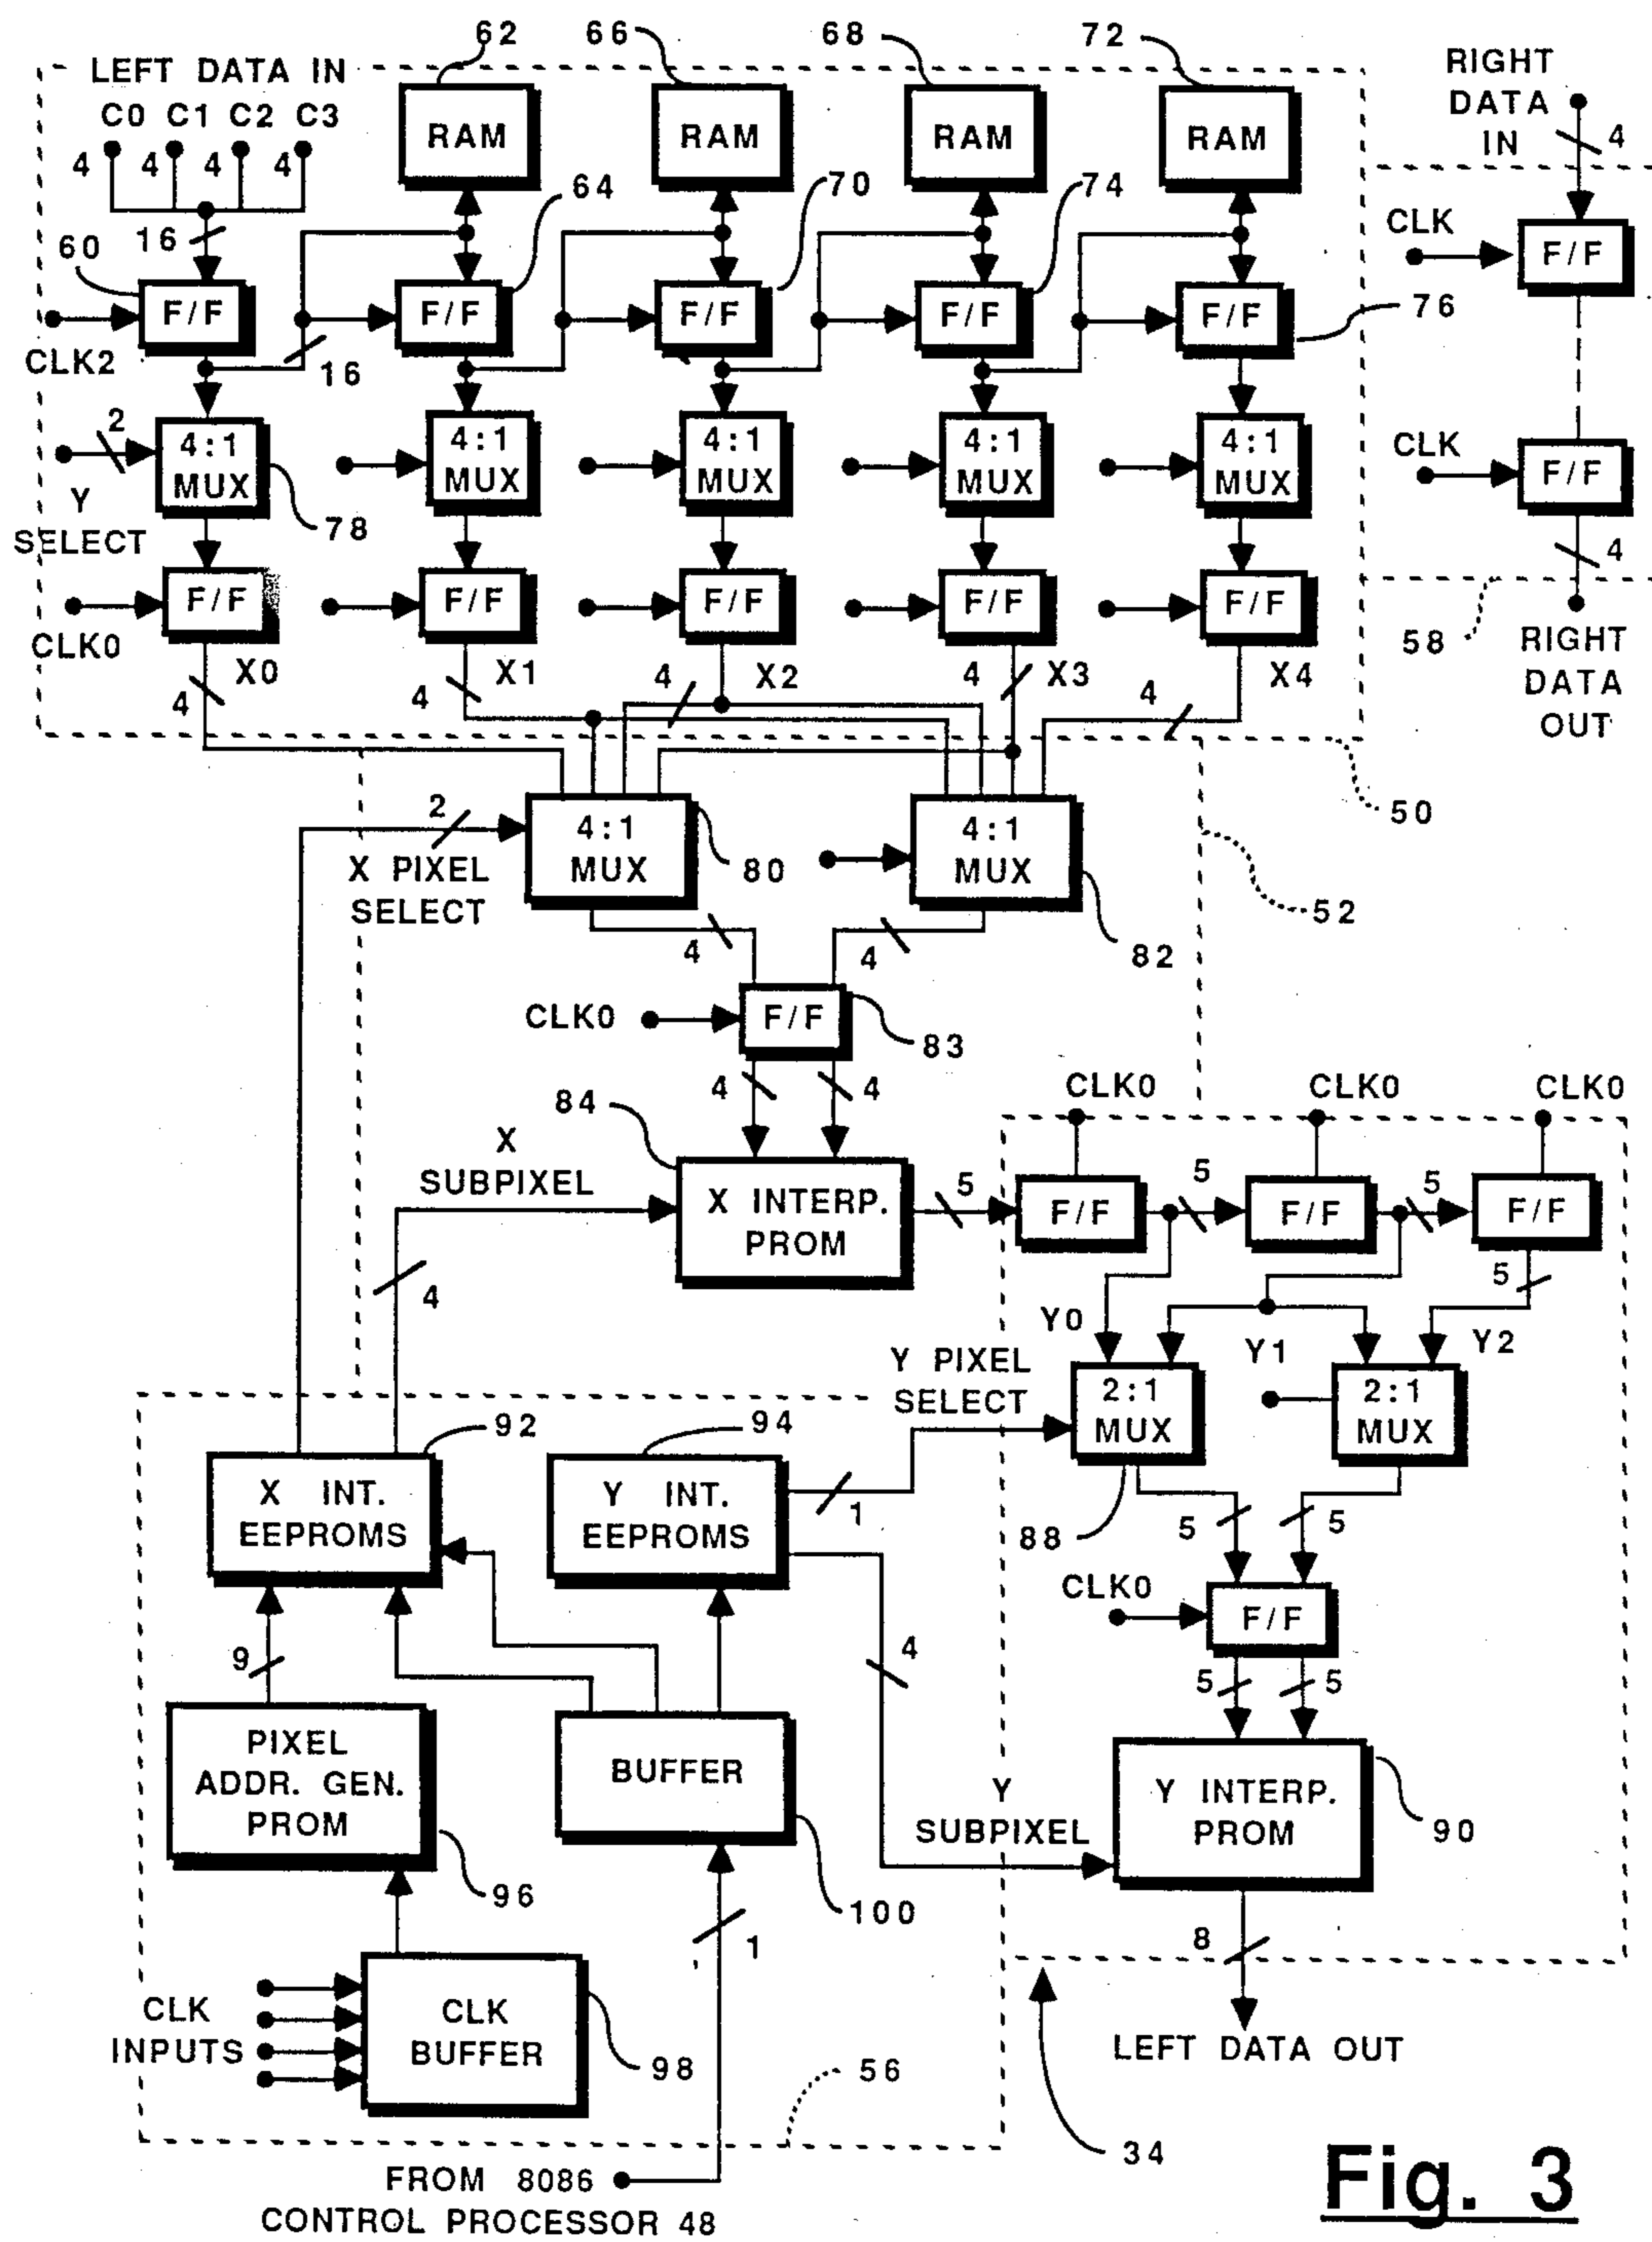 62
66
68
72
LEFT DATA IN
C0 C1 C2 C3
4 4 4 4
RAM
RAM
RAM
RAM
RIGHT
DATA
IN
4
16
60
64
70
74
76
CLK
F/F
F/F
F/F
F/F
F/F
F/F
CLK2
16
2
4:1
MUX
4:1
MUX
4:1
MUX
4:1
MUX
4:1
MUX
CLK
F/F
Y
SELECT
78
4
F/F
F/F
F/F
F/F
F/F
CLK0
58
RIGHT
DATA
OUT
4
X0
4
X1
4
X2
4
X3
4
X4
50
2
X PIXEL
SELECT
4:1
MUX
80
4:1
MUX
82
52
4
4
CLK0
F/F
83
4
4
84
X
SUBPIXEL
4
X INTERP.
PROM
5
CLK0
CLK0
CLK0
F/F
5
F/F
5
F/F
5
Y0
Y1
Y2
Y PIXEL
SELECT
2:1
MUX
2:1
MUX
88
5
5
CLK0
F/F
5
5
92
94
X INT.
EEPROMS
Y INT.
EEPROMS
1
4
9
PIXEL
ADDR. GEN.
PROM
96
BUFFER
100
Y
SUBPIXEL
Y INTERP.
PROM
90
1
8
CLK
INPUTS
CLK
BUFFER
98
56
LEFT DATA OUT
34
FROM 8086
CONTROL PROCESSOR 48
Fig. 3